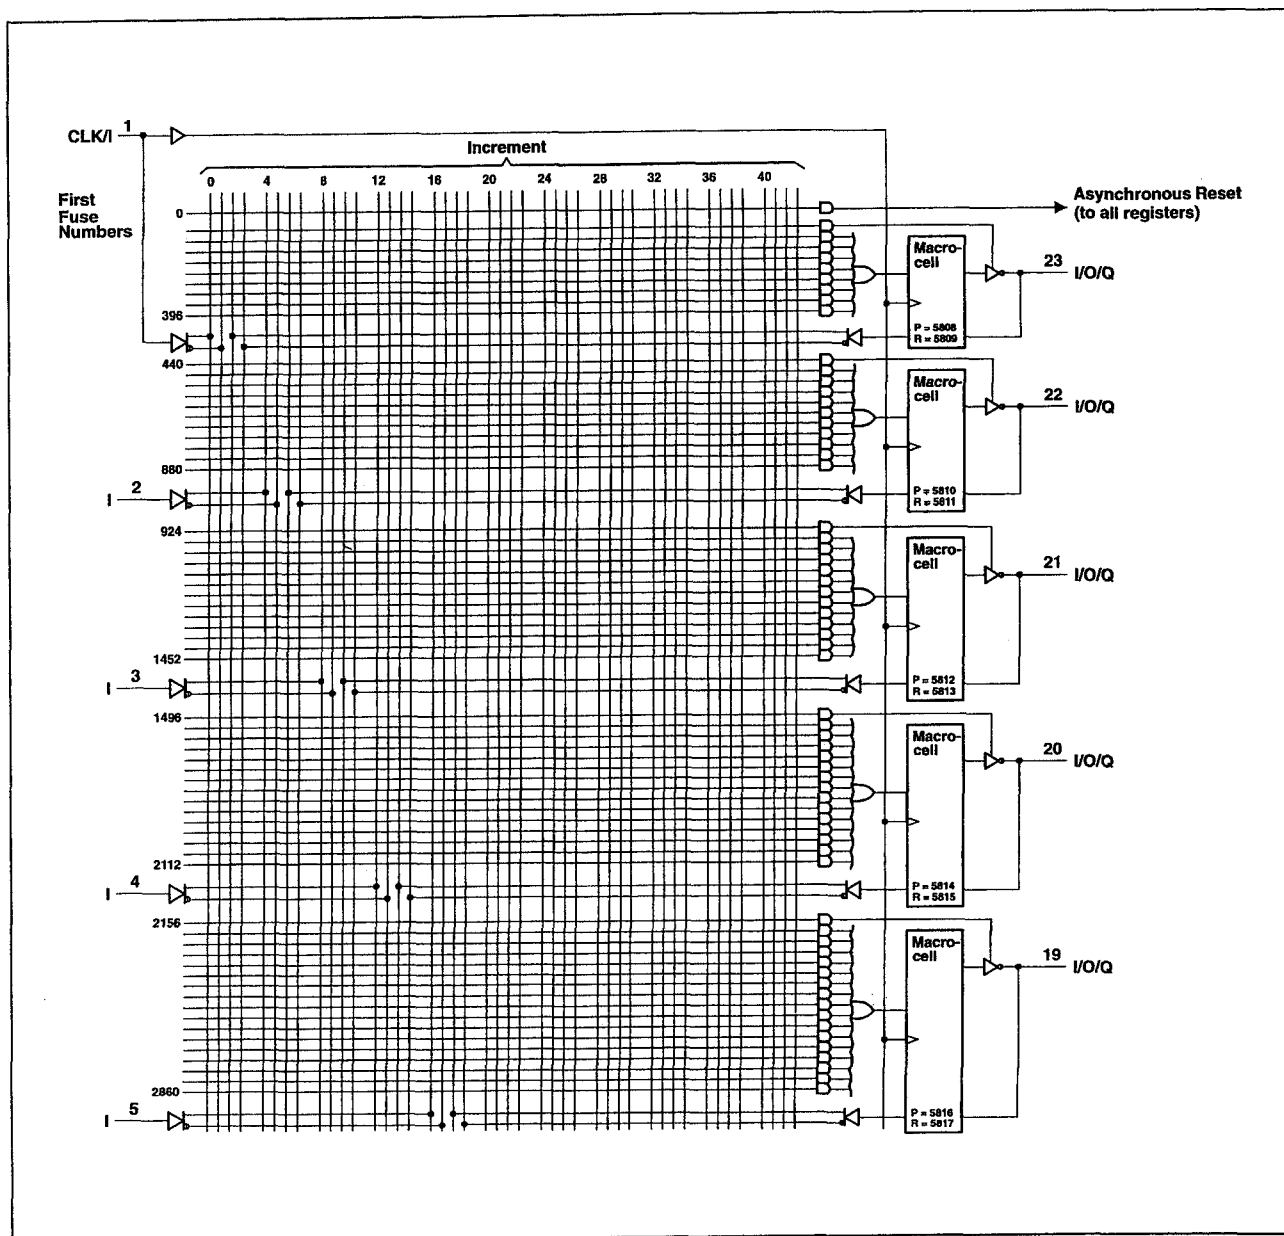 CLK/I 1
Increment
0 4 8 12 16 20 24 28 32 36 40
First
Fuse
Numbers
0
Asynchronous Reset
(to all registers)
Macro-
cell
23 I/O/Q
396
P = 5808
R = 5809
440
Macro-
cell
22 I/O/Q
880
I 2
P = 5810
R = 5811
924
Macro-
cell
21 I/O/Q
1452
I 3
P = 5812
R = 5813
1496
Macro-
cell
20 I/O/Q
2112
I 4
P = 5814
R = 5815
2156
Macro-
cell
19 I/O/Q
2860
I 5
P = 5816
R = 5817